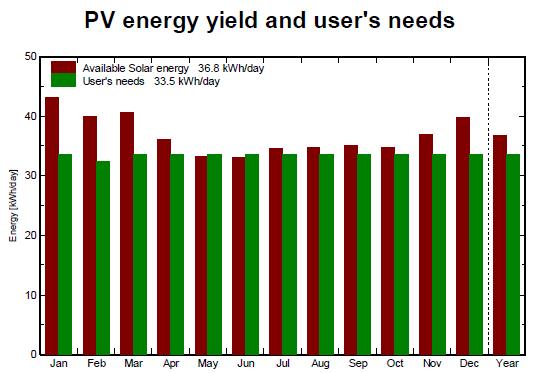 PV energy yield and user's needs
50
Available Solar energy 36.8 kWh/day
User's needs 33.5 kWh/day
40
30
Energy [kWh/day]
20
10
0
Jan Feb Mar Apr May Jun Jul Aug Sep Oct Nov Dec Year